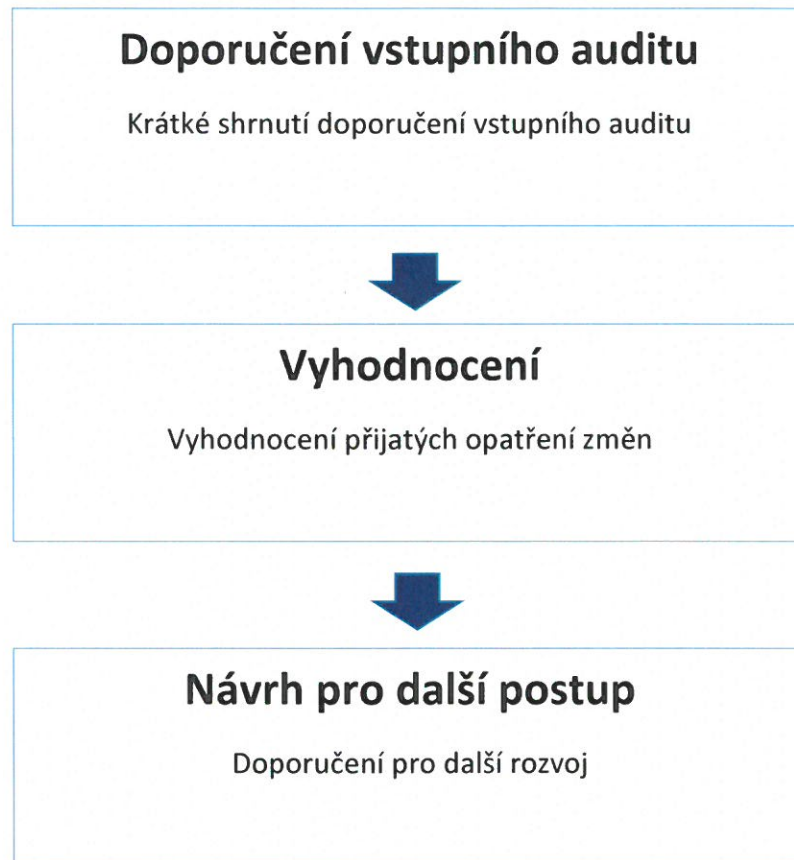 Doporučení vstupního auditu
Krátké shrnutí doporučení vstupního auditu
Vyhodnocení
Vyhodnocení přijatých opatření změn
Návrh pro další postup
Doporučení pro další rozvoj